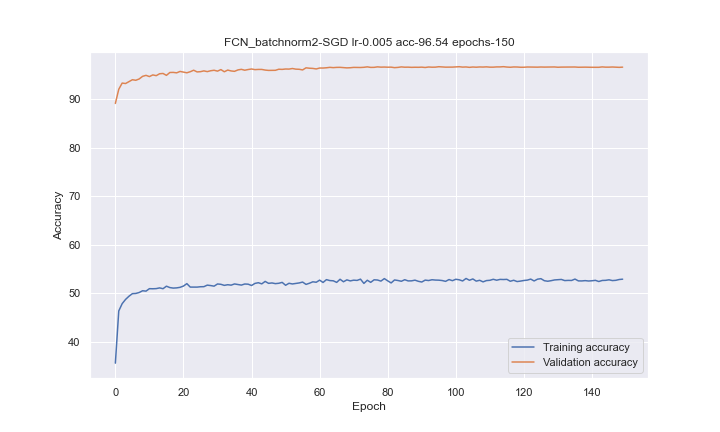 FCN_batchnorm2-SGD lr-0.005 acc-96.54 epochs-150
Accuracy
90
80
70
60
50
40
0 20 40 60 80 100 120 140
Epoch
Training accuracy
Validation accuracy